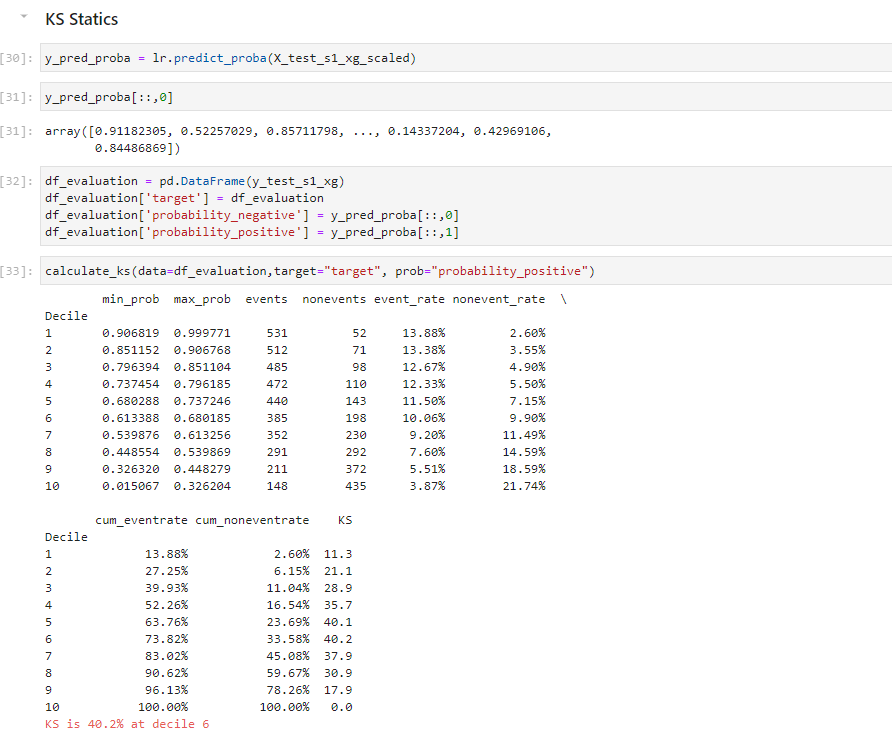 KS Statics
[30]: y_pred_proba = lr.predict_proba(X_test_s1_xg_scaled)
[31]: y_pred_proba[::,0]
[31]: array([0.91182305, 0.52257029, 0.85711798, ..., 0.14337204, 0.42969106,
       0.84486869])
[32]: df_evaluation = pd.DataFrame(y_test_s1_xg)
df_evaluation['target'] = df_evaluation
df_evaluation['probability_negative'] = y_pred_proba[::,0]
df_evaluation['probability_positive'] = y_pred_proba[::,1]
[33]: calculate_ks(data=df_evaluation,target="target", prob="probability_positive")
        min_prob  max_prob  events  nonevents event_rate nonevent_rate  \
Decile
1       0.906819  0.999771     531         52     13.88%         2.60%
2       0.851152  0.906768     512         71     13.38%         3.55%
3       0.796394  0.851104     485         98     12.67%         4.90%
4       0.737454  0.796185     472        110     12.33%         5.50%
5       0.680288  0.737246     440        143     11.50%         7.15%
6       0.613388  0.680185     385        198     10.06%         9.90%
7       0.539876  0.613256     352        230      9.20%        11.49%
8       0.448554  0.539869     291        292      7.60%        14.59%
9       0.326320  0.448279     211        372      5.51%        18.59%
10      0.015067  0.326204     148        435      3.87%        21.74%
       cum_eventrate cum_noneventrate    KS
Decile
1             13.88%            2.60%  11.3
2             27.25%            6.15%  21.1
3             39.93%           11.04%  28.9
4             52.26%           16.54%  35.7
5             63.76%           23.69%  40.1
6             73.82%           33.58%  40.2
7             83.02%           45.08%  37.9
8             90.62%           59.67%  30.9
9             96.13%           78.26%  17.9
10           100.00%          100.00%   0.0
KS is 40.2% at decile 6